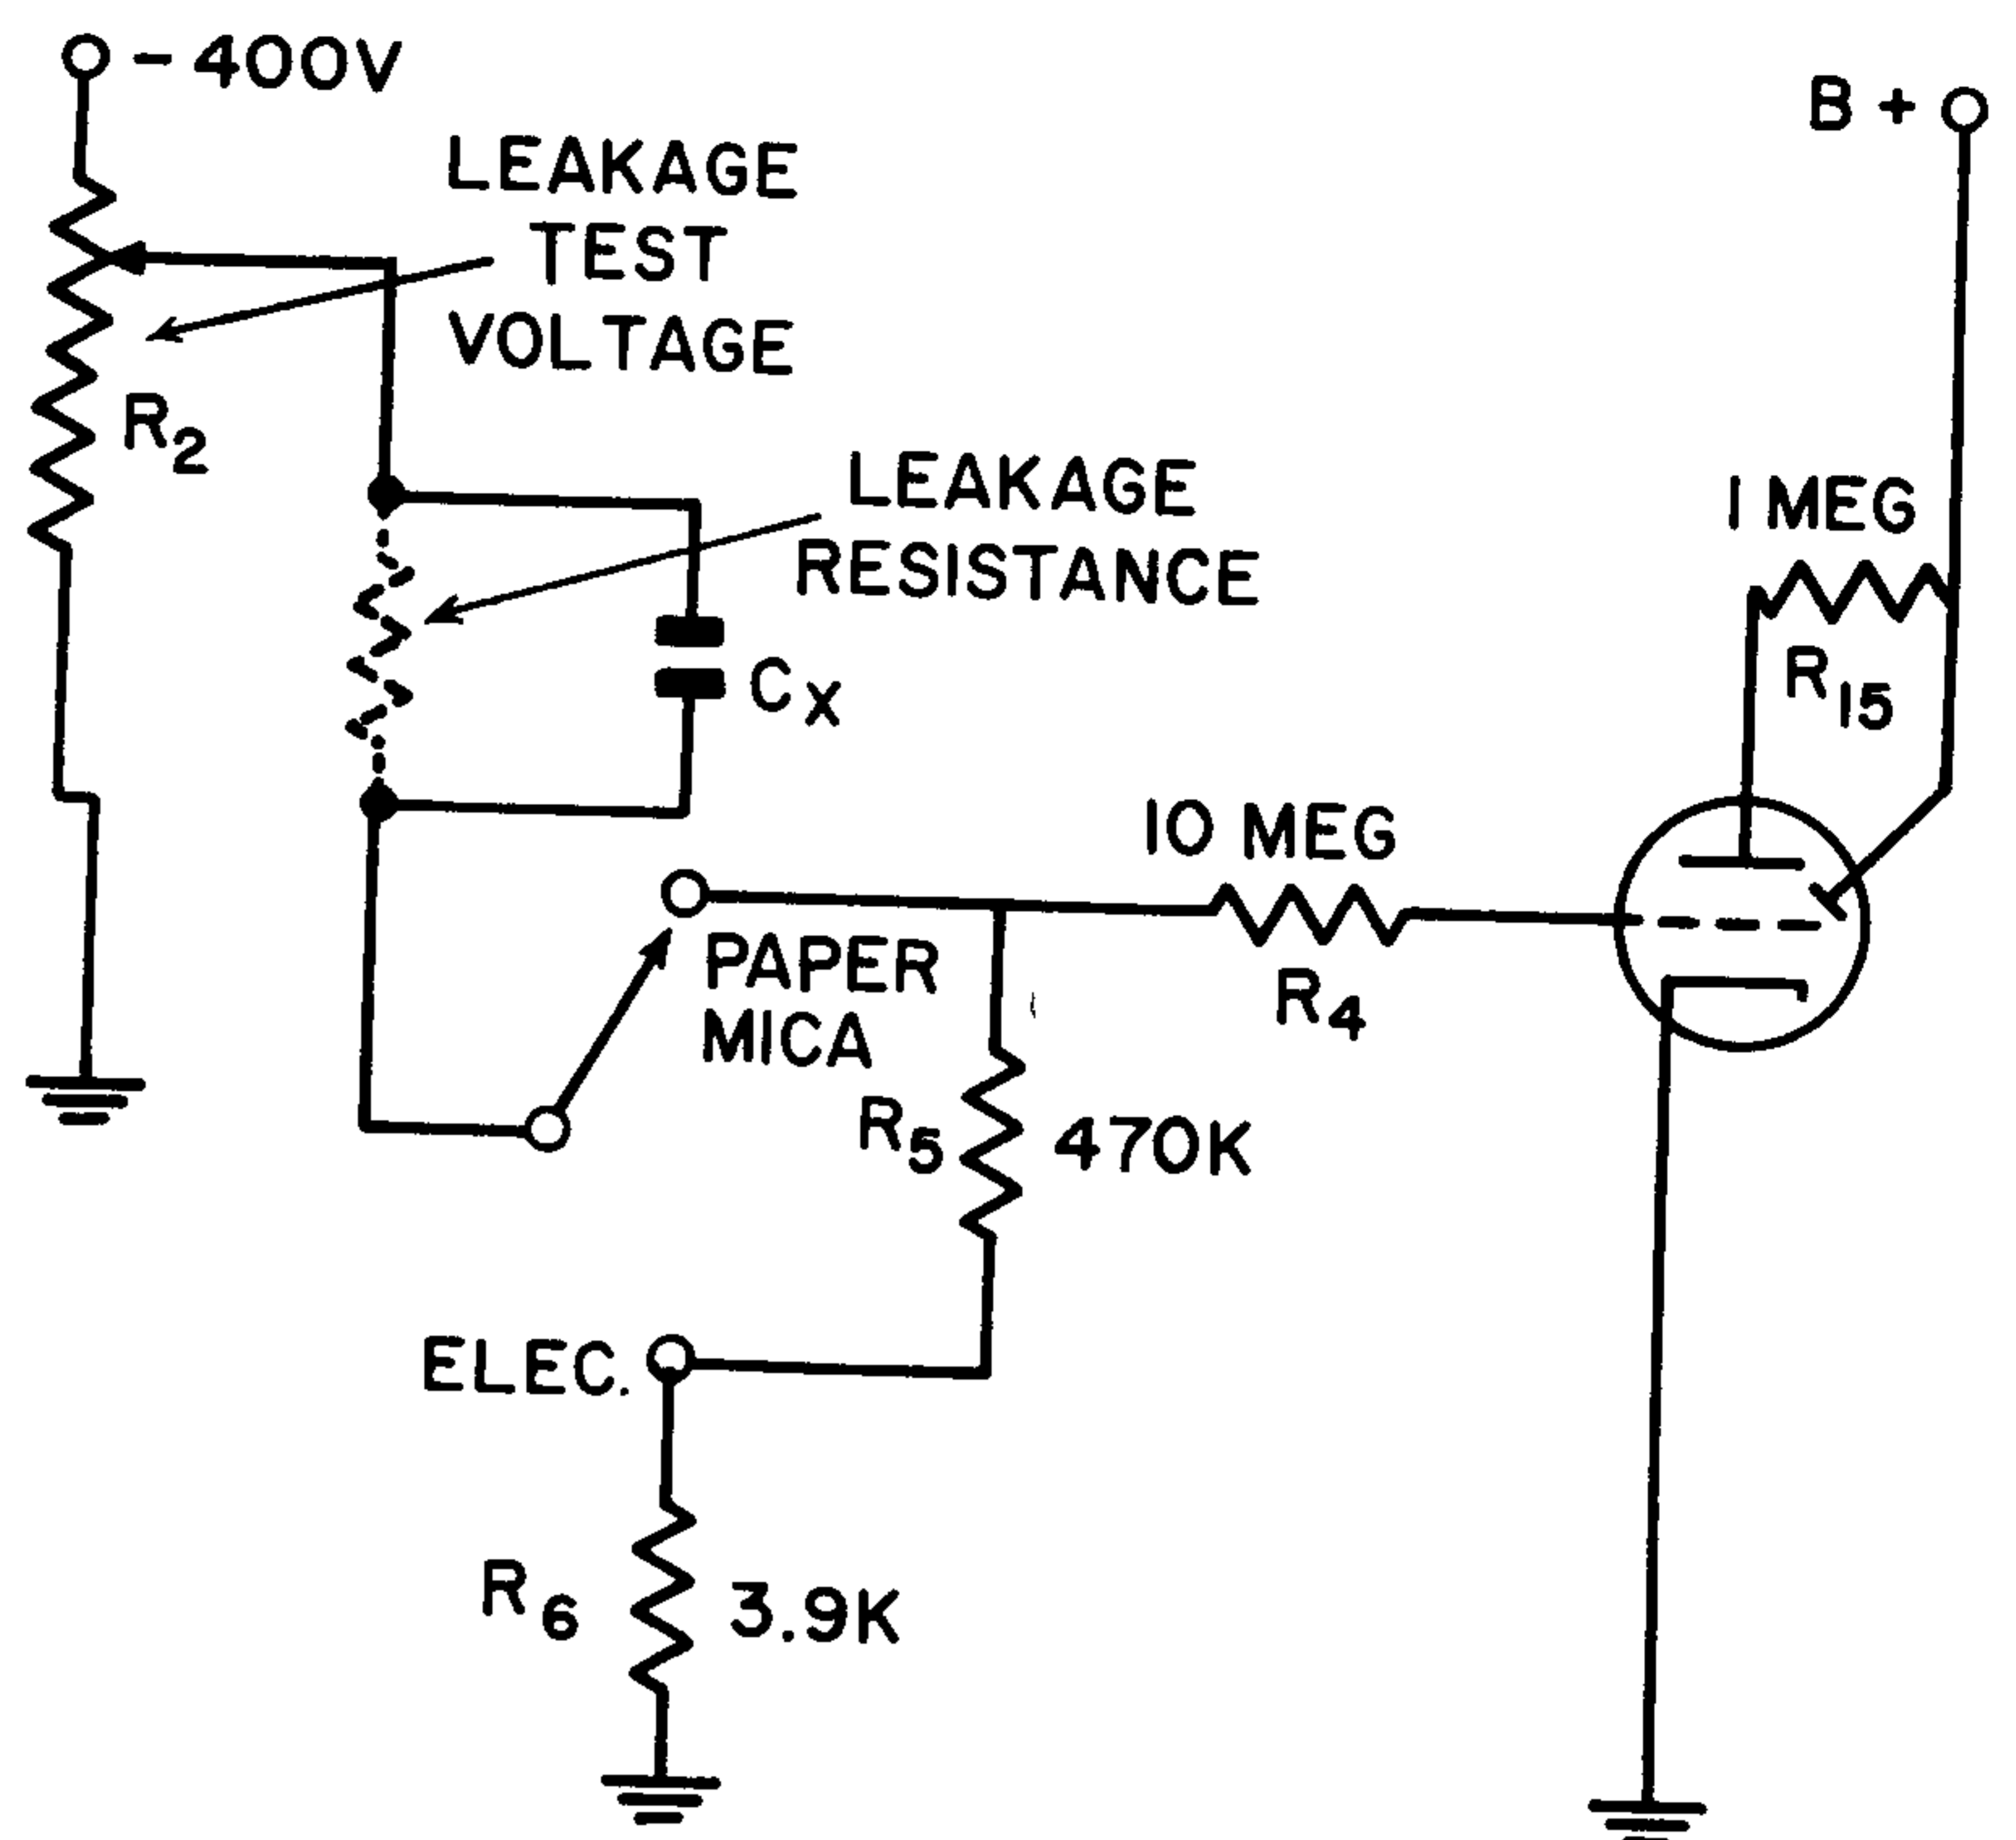 - 400V
B +
LEAKAGE
TEST
VOLTAGE
R2
LEAKAGE
RESISTANCE
1 MEG
R15
CX
10 MEG
R4
PAPER
MICA
R5
470K
ELEC.
R6
3.9K